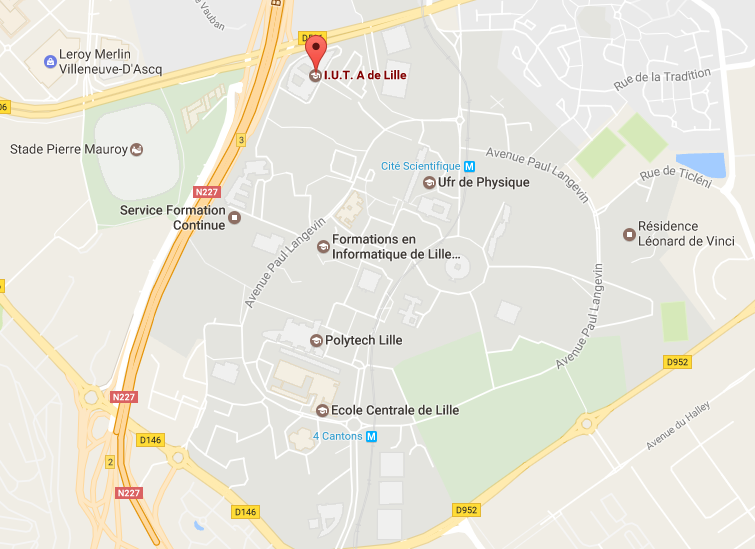 Vauban
B
D506
Leroy Merlin
Villeneuve-D'Ascq
I.U.T. A de Lille
Rue de la Tradition
06
3
Stade Pierre Mauroy
Avenue Paul Langevin
Cité Scientifique M
Rue de Ticléni
N227
Ufr de Physique
Service Formation
Continue
Résidence
Léonard de Vinci
Formations en
Informatique de Lille...
Avenue Paul Langevin
Avenue Paul Langevin
Polytech Lille
D952
N227
Ecole Centrale de Lille
Avenue du Halley
4 Cantons M
D146
2
N227
D146
D952